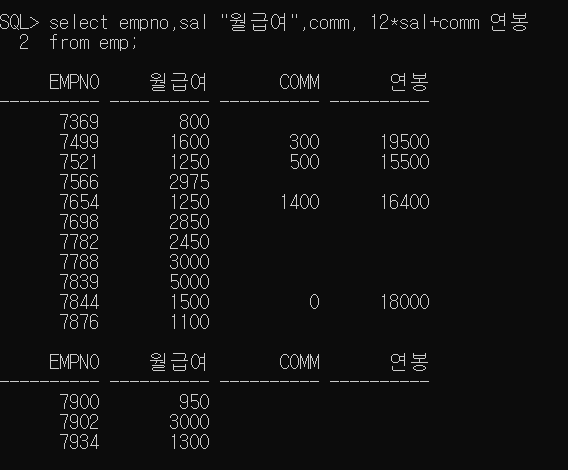 SQL> select empno,sal "월급여",comm, 12*sal+comm 연봉
  2  from emp;
     EMPNO     월급여       COMM       연봉
---------- ---------- ---------- ----------
      7369        800
      7499       1600        300      19500
      7521       1250        500      15500
      7566       2975
      7654       1250       1400      16400
      7698       2850
      7782       2450
      7788       3000
      7839       5000
      7844       1500          0      18000
      7876       1100
     EMPNO     월급여       COMM       연봉
---------- ---------- ---------- ----------
      7900        950
      7902       3000
      7934       1300